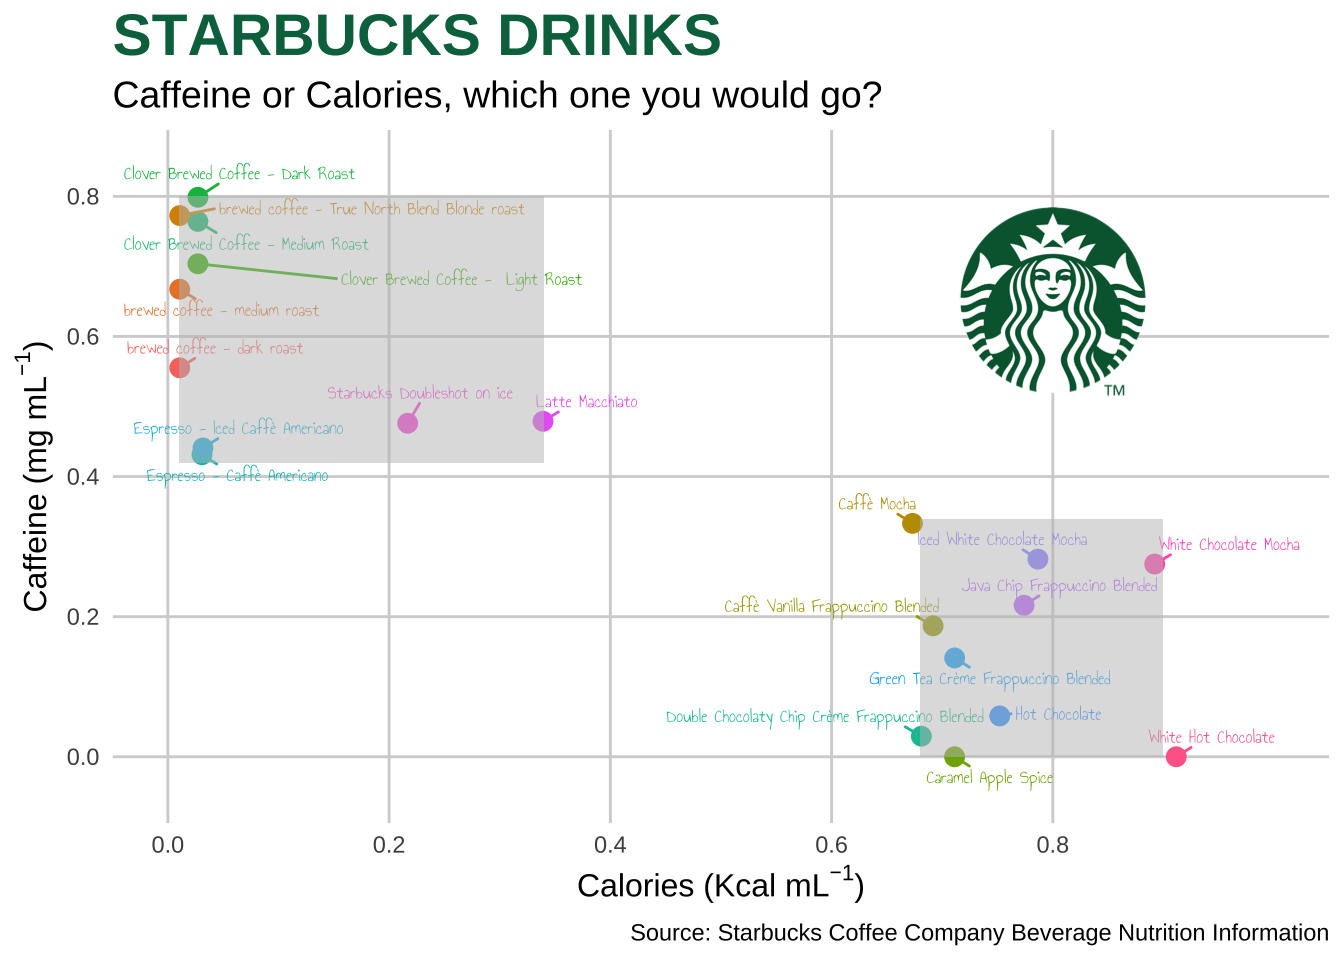 STARBUCKS DRINKS
Caffeine or Calories, which one you would go?
Clover Brewed Coffee - Dark Roast
0.8
brewed coffee - True North Blend Blonde roast
Clover Brewed Coffee - Medium Roast
Clover Brewed Coffee - Light Roast
brewed coffee - medium roast
0.6
brewed coffee - dark roast
Starbucks Doubleshot on ice
Latte Macchiato
TM
Espresso - Iced Caffè Americano
Espresso - Caffè Americano
0.4
Caffè Mocha
Iced White Chocolate Mocha
White Chocolate Mocha
Java Chip Frappuccino Blended
Caffè Vanilla Frappuccino Blended
0.2
Green Tea Crème Frappuccino Blended
Double Chocolaty Chip Crème Frappuccino Blended
Hot Chocolate
White Hot Chocolate
0.0
Caramel Apple Spice
Caffeine (mg mL⁻¹)
0.0 0.2 0.4 0.6 0.8
Calories (Kcal mL⁻¹)
Source: Starbucks Coffee Company Beverage Nutrition Information